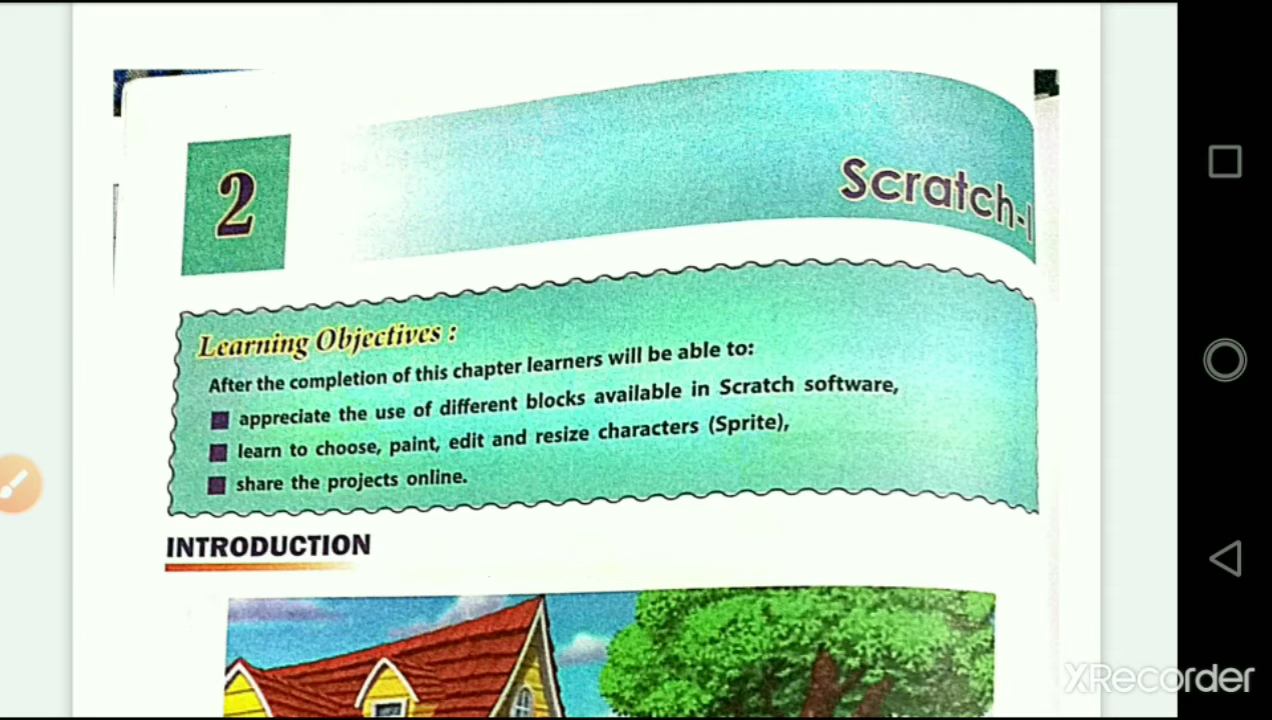 2
Scratch-I
Learning Objectives :
After the completion of this chapter learners will be able to:
appreciate the use of different blocks available in Scratch software,
learn to choose, paint, edit and resize characters (Sprite),
share the projects online.
INTRODUCTION
XRecorder